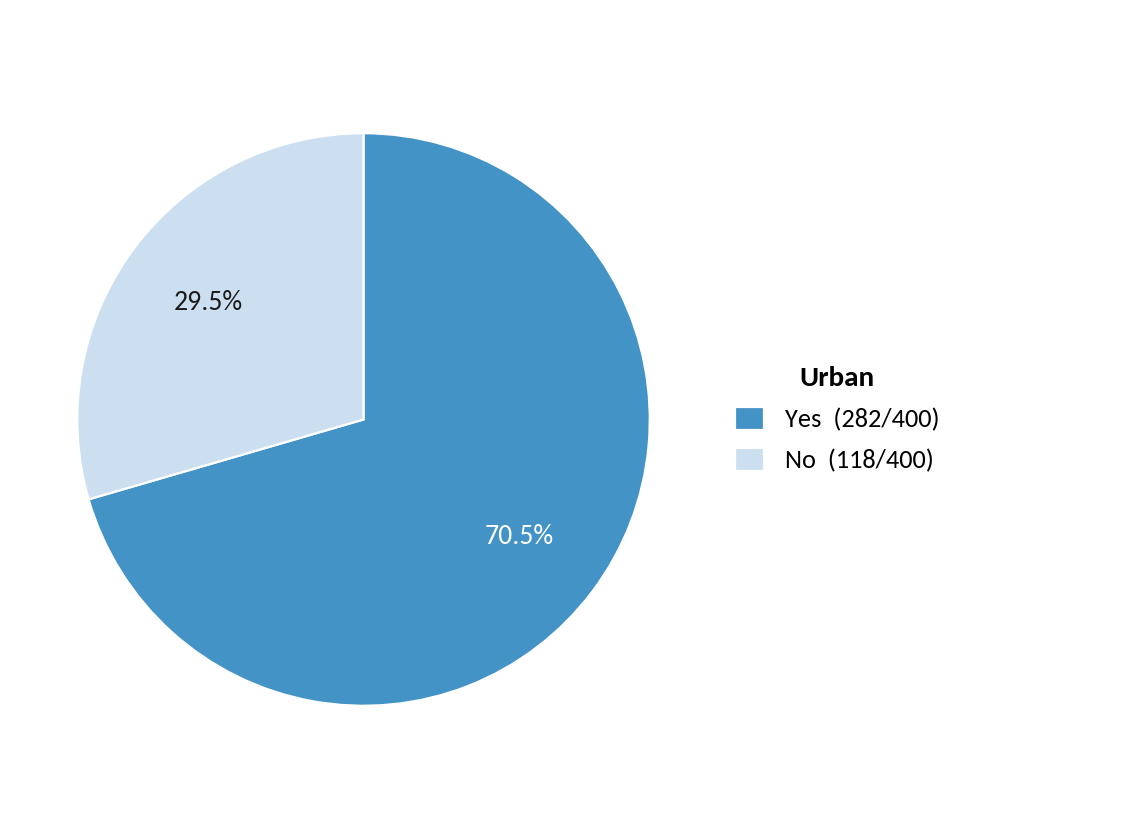 29.5%
70.5%
Urban
Yes (282/400)
No (118/400)